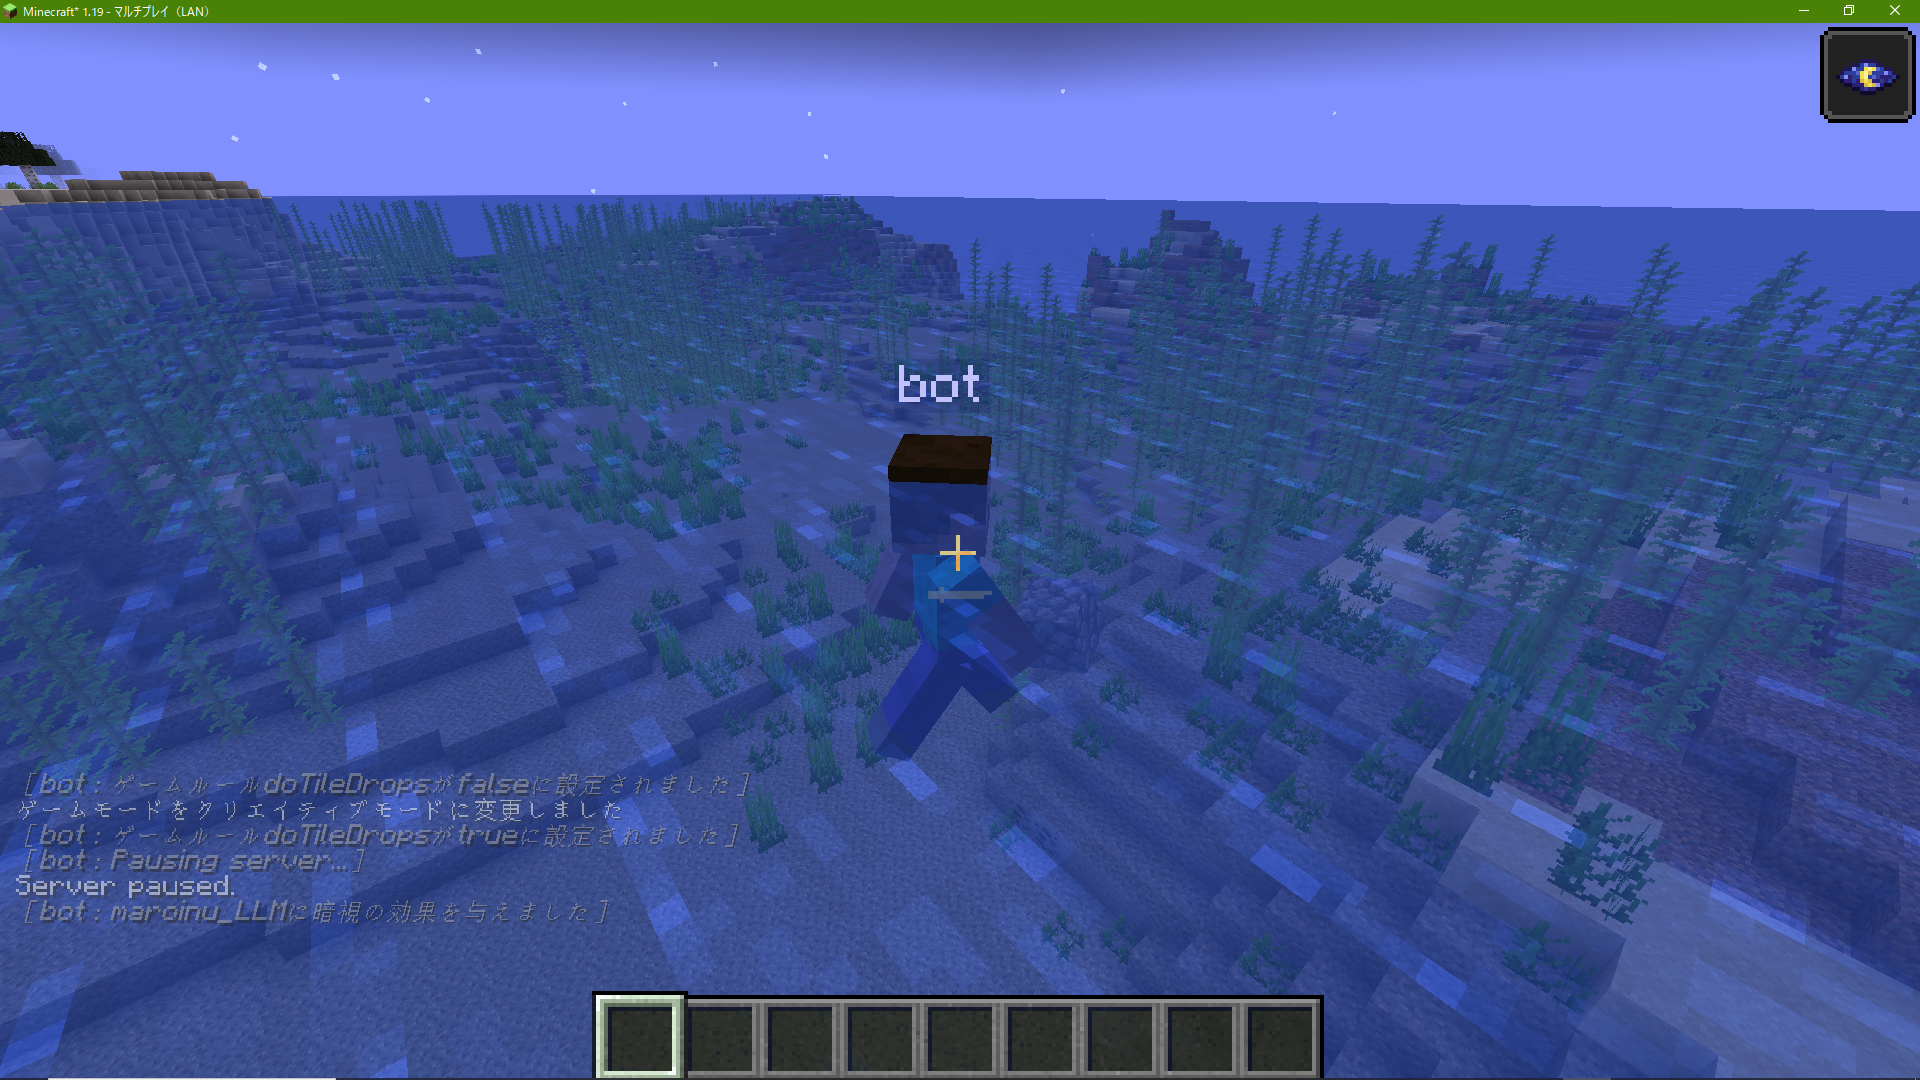 Minecraft* 1.19 - マルチプレイ（LAN）
bot
[bot: ゲームルールdoTileDropsがfalseに設定されました]
ゲームモードをクリエイティブモードに変更しました
[bot: ゲームルールdoTileDropsがtrueに設定されました]
[bot: Pausing server...]
Server paused.
[bot: maroinu_LLMに暗視の効果を与えました]